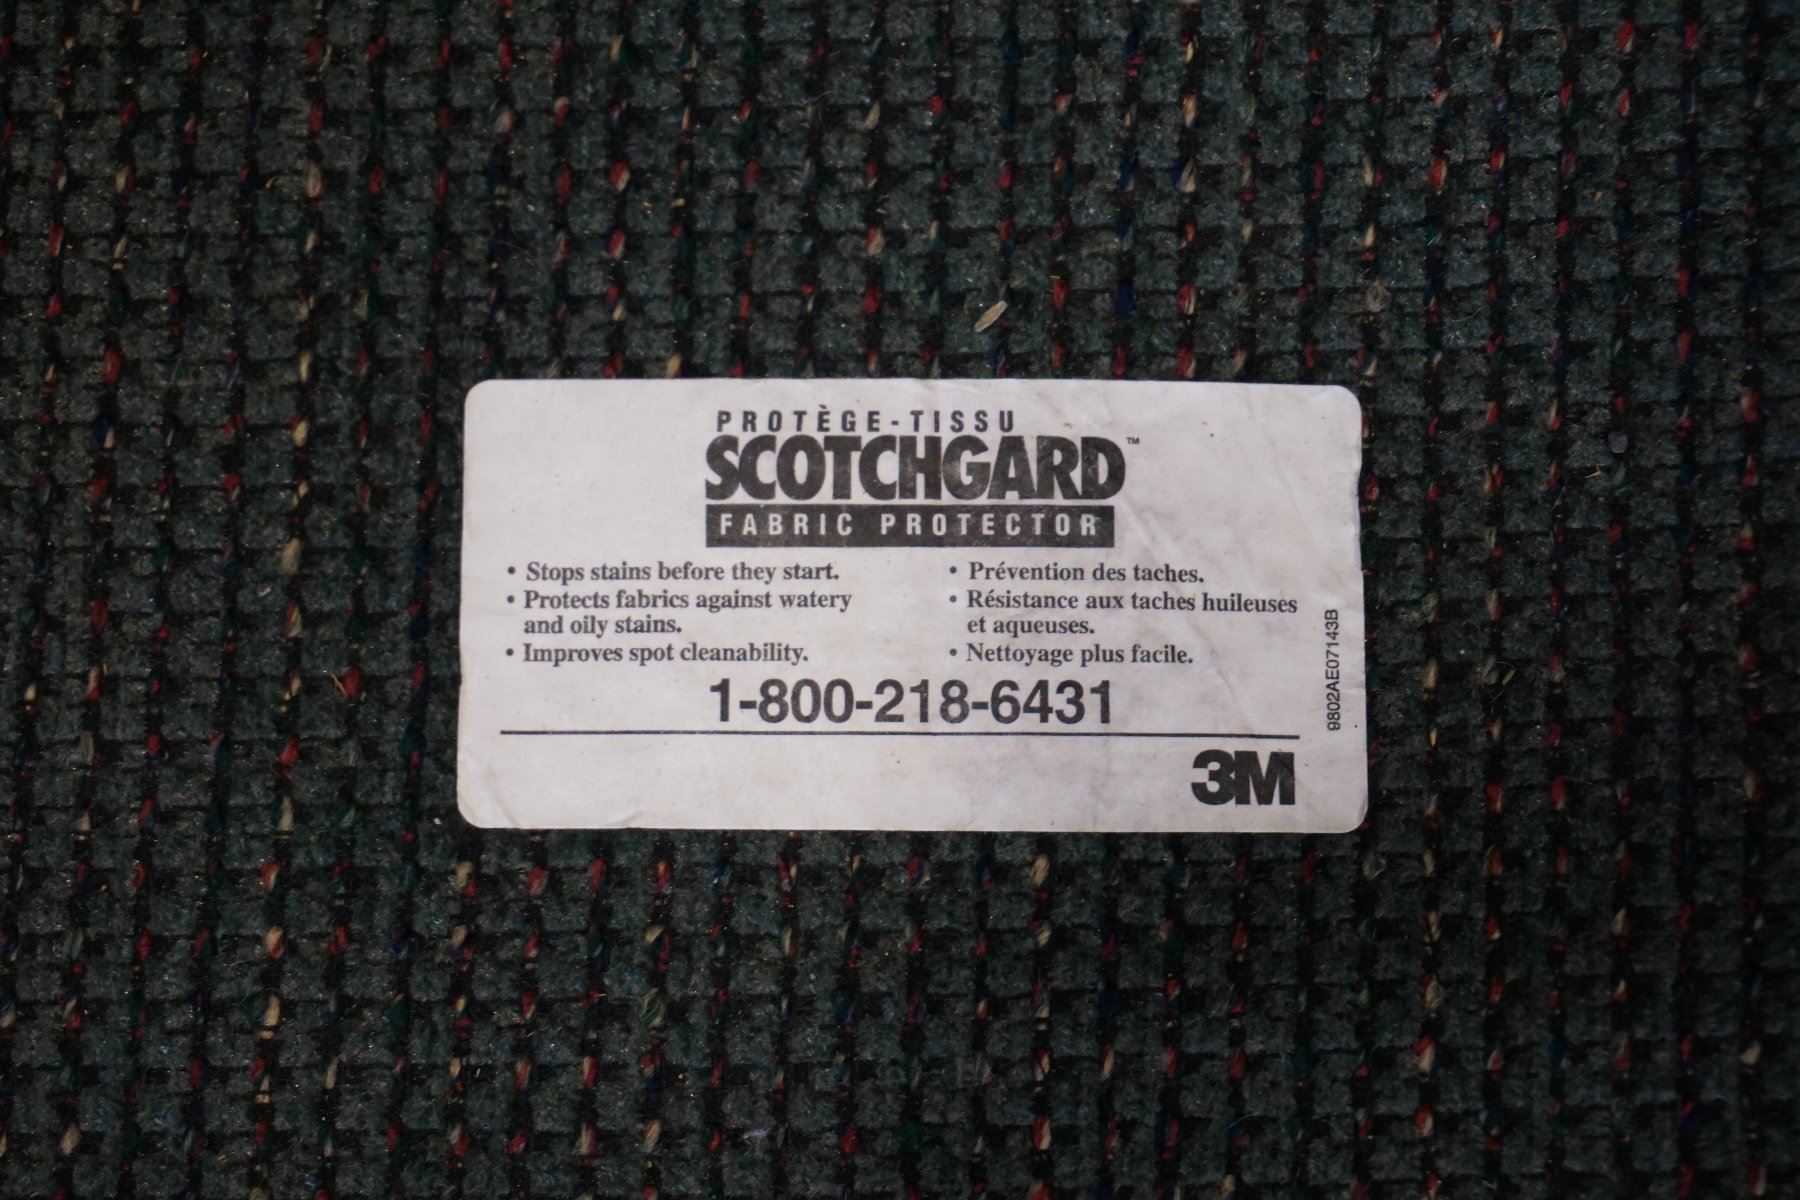 PROTÈGE-TISSU
SCOTCHGARD™
FABRIC PROTECTOR
• Stops stains before they start.
• Protects fabrics against watery
and oily stains.
• Improves spot cleanability.
• Prévention des taches.
• Résistance aux taches huileuses
et aqueuses.
• Nettoyage plus facile.
1-800-218-6431
3M
9802AE07143B